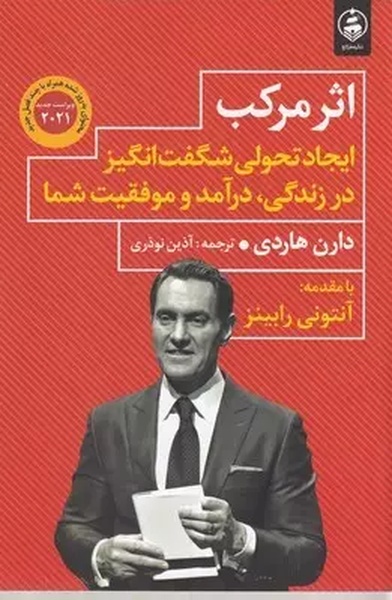 اثر مرکب
ایجاد تحولی شگفت‌انگیز
در زندگی، درآمد و موفقیت شما
دارن هاردی • ترجمه: آذین نوذری
با مقدمه:
آنتونی رابینز
ویراست جدید
۲۰۲۱